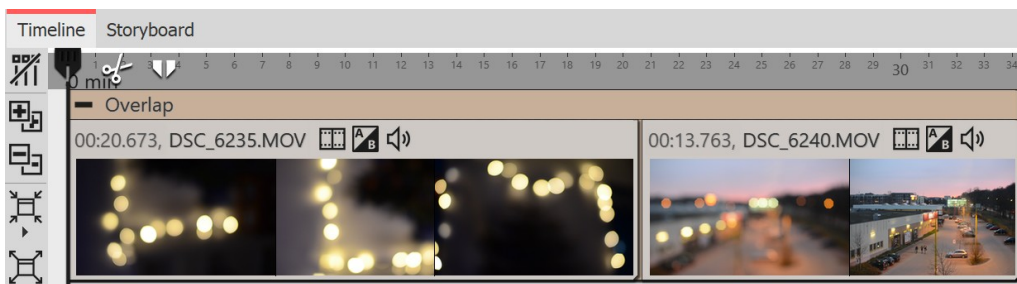 Timeline Storyboard
1 3 4 5 6 7 8 9 10 11 12 13 14 15 16 17 18 19 20 21 22 23 24 25 26 27 28 29 30 31 32 33 34
0 min
Overlap
00:20.673, DSC_6235.MOV A B 00:13.763, DSC_6240.MOV A B